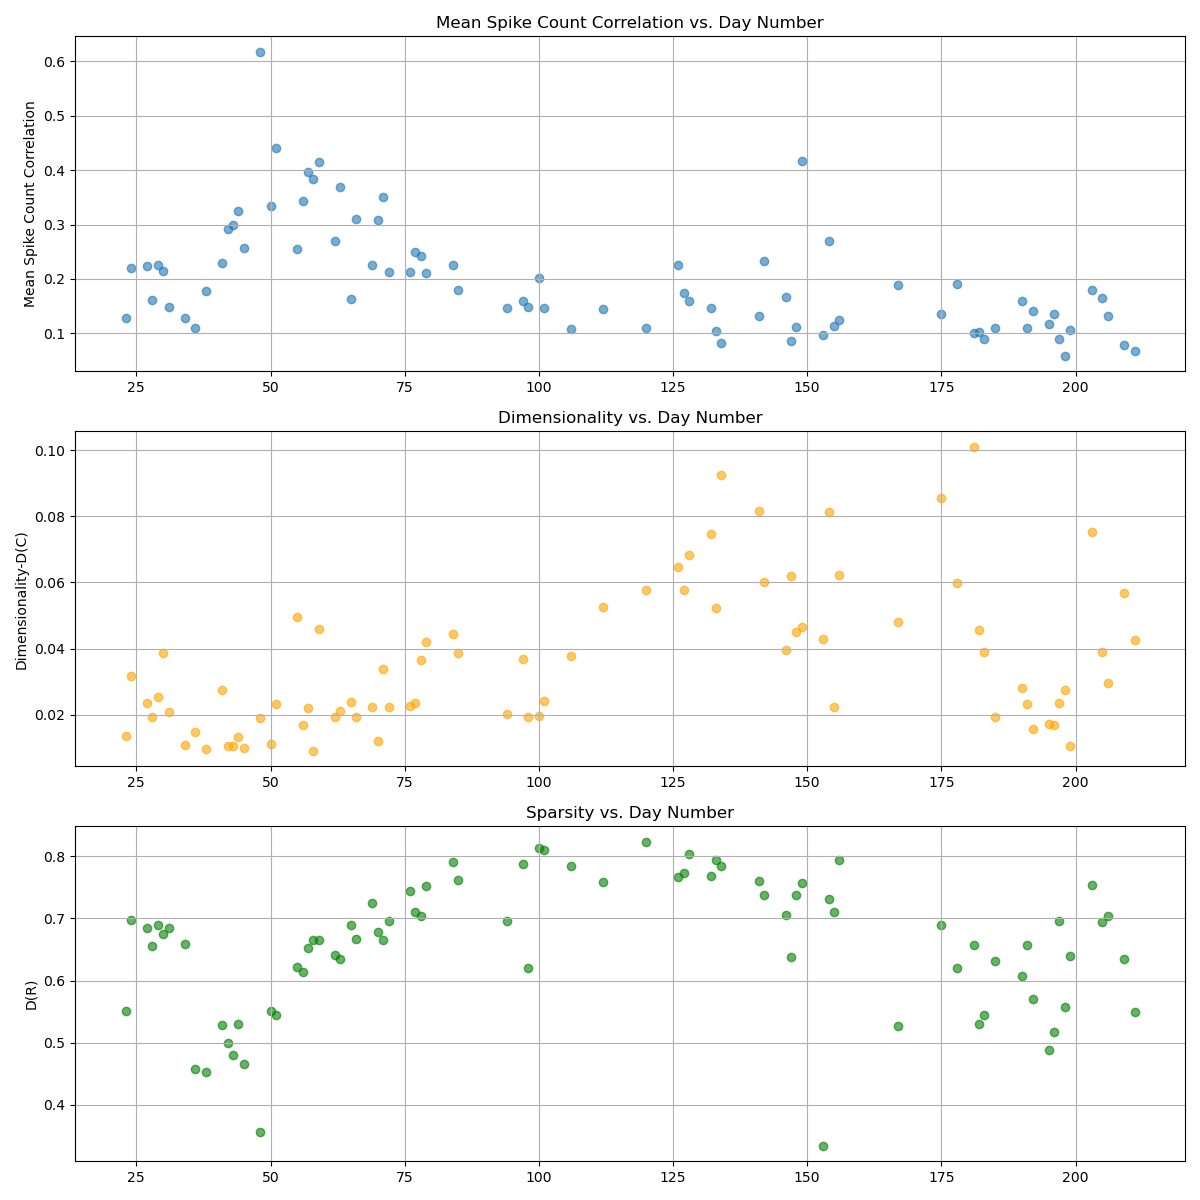 Mean Spike Count Correlation vs. Day Number
Mean Spike Count Correlation
0.6
0.5
0.4
0.3
0.2
0.1
25 50 75 100 125 150 175 200
Dimensionality vs. Day Number
Dimensionality-D(C)
0.10
0.08
0.06
0.04
0.02
25 50 75 100 125 150 175 200
Sparsity vs. Day Number
D(R)
0.8
0.7
0.6
0.5
0.4
25 50 75 100 125 150 175 200